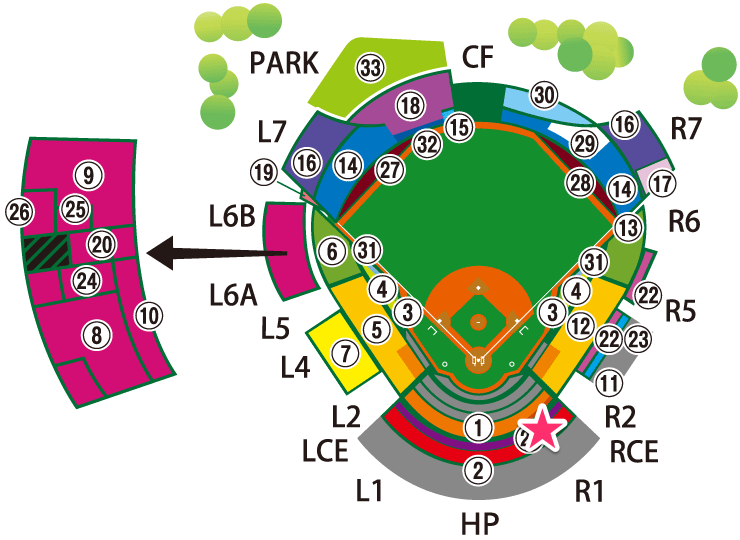 PARK
CF
㉝
㉚
⑱
L7
⑮
⑯
R7
㉜
㉙
⑯
⑭
㉗
⑨
⑲
㉘
⑭
⑰
㉖
㉕
L6B
⑬
R6
⑳
⑥
㉛
㉛
㉔
L6A
④
④
㉒
R5
⑩
③
③
L5
⑤
⑫
⑧
㉒
㉓
⑦
L4
⑪
L2
R2
①
LCE
RCE
②
L1
R1
HP